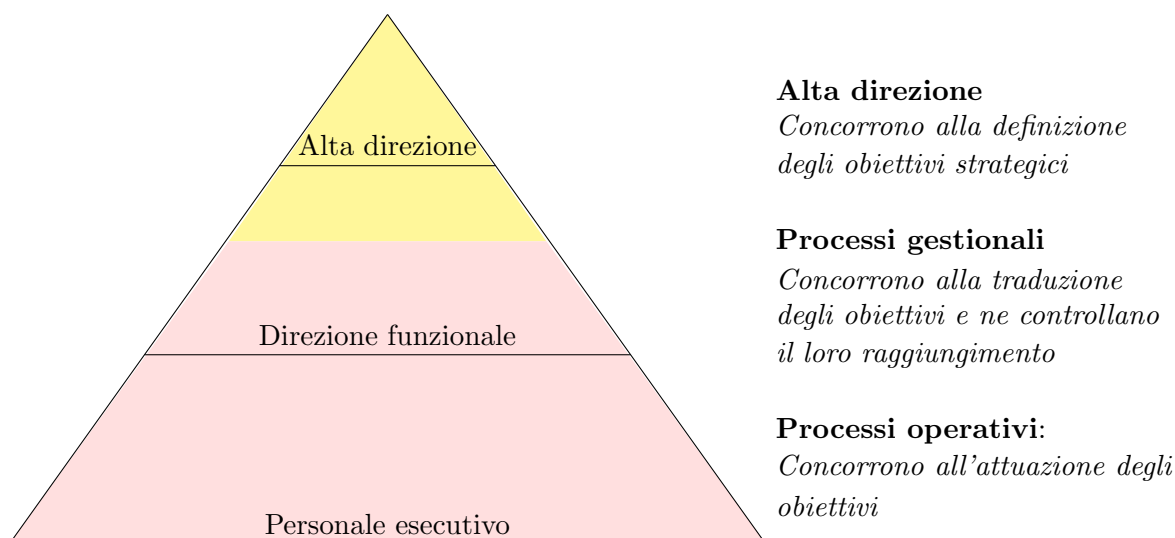 Alta direzione
Direzione funzionale
Personale esecutivo
Alta direzione
Concorrono alla definizione
degli obiettivi strategici
Processi gestionali
Concorrono alla traduzione
degli obiettivi e ne controllano
il loro raggiungimento
Processi operativi:
Concorrono all'attuazione degli
obiettivi